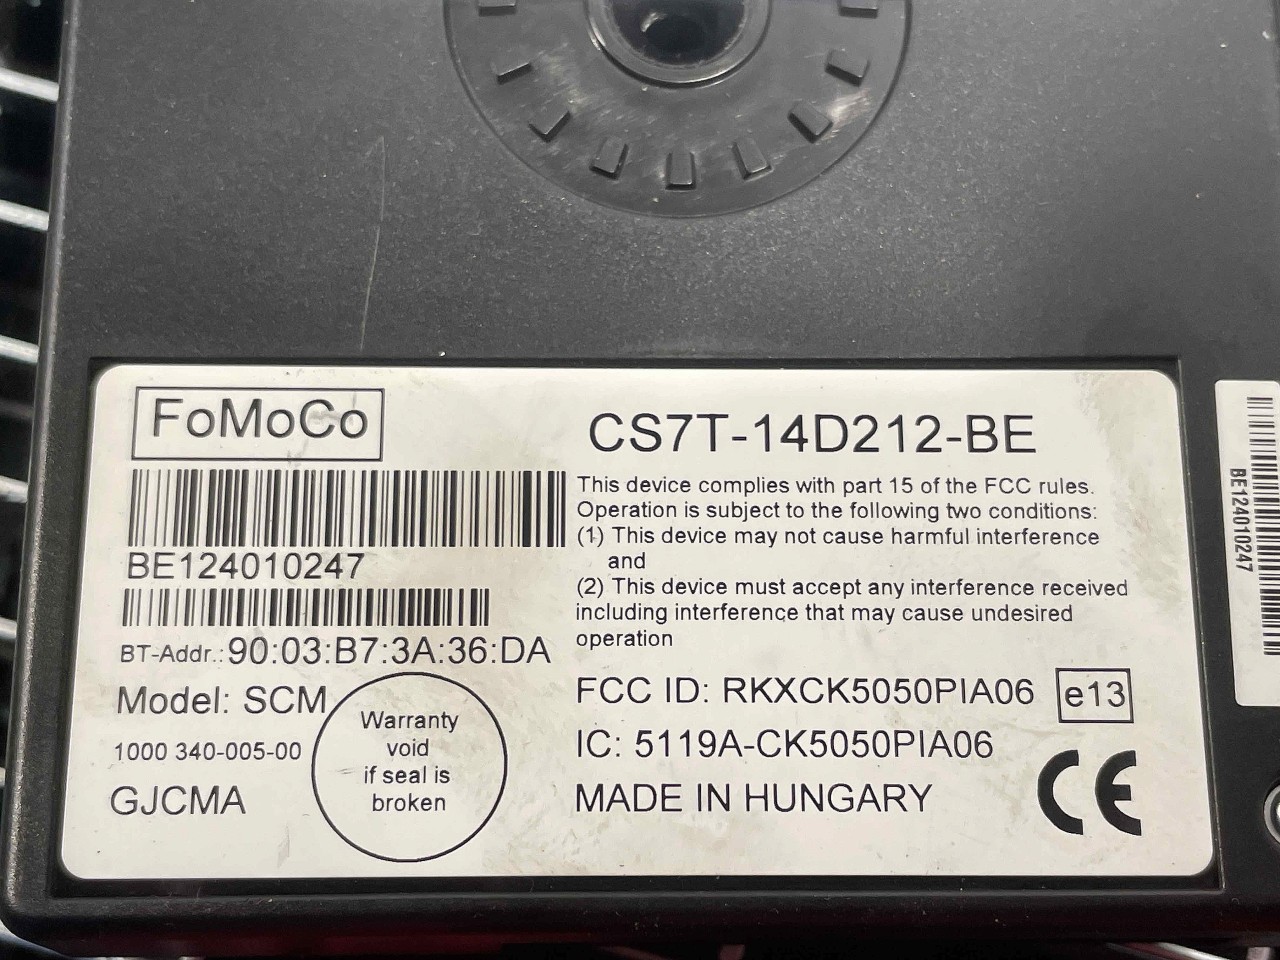 FoMoCo
CS7T-14D212-BE
BE124010247
BT-Addr.: 90:03:B7:3A:36:DA
Model: SCM
1000 340-005-00
GJCMA
Warranty
void
if seal is
broken
This device complies with part 15 of the FCC rules.
Operation is subject to the following two conditions:
(1) This device may not cause harmful interference
and
(2) This device must accept any interference received
including interference that may cause undesired
operation
FCC ID: RKXCK5050PIA06
e13
IC: 5119A-CK5050PIA06
MADE IN HUNGARY
CE
BE124010247